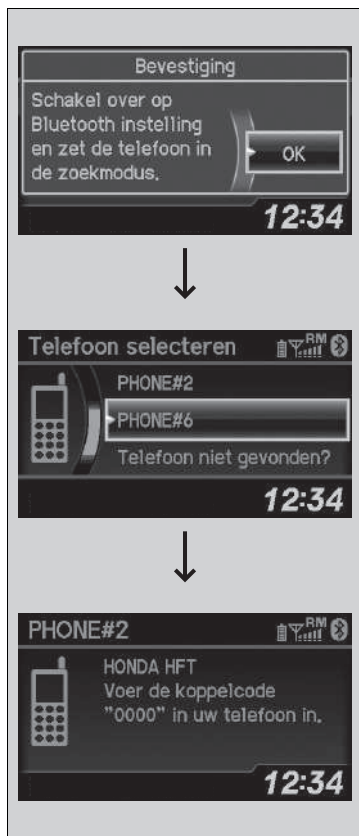 Bevestiging
Schakel over op
Bluetooth instelling
en zet de telefoon in
de zoekmodus.
OK
12:34
Telefoon selecteren
RM
PHONE#2
PHONE#6
Telefoon niet gevonden?
12:34
PHONE#2
RM
HONDA HFT
Voer de koppelcode
"0000" in uw telefoon in.
12:34